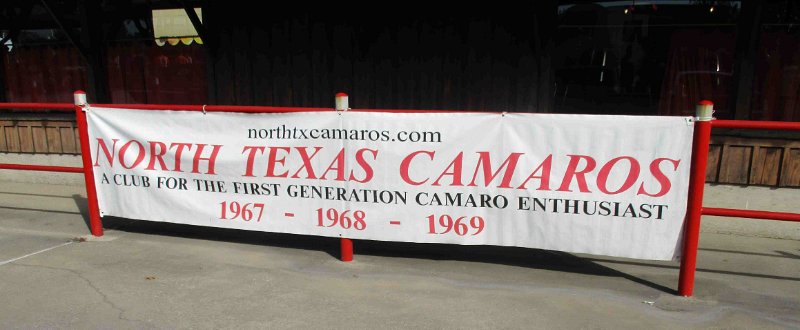 northtxcamaros.com
NORTH TEXAS CAMAROS
A CLUB FOR THE FIRST GENERATION CAMARO ENTHUSIAST
1967 - 1968 - 1969